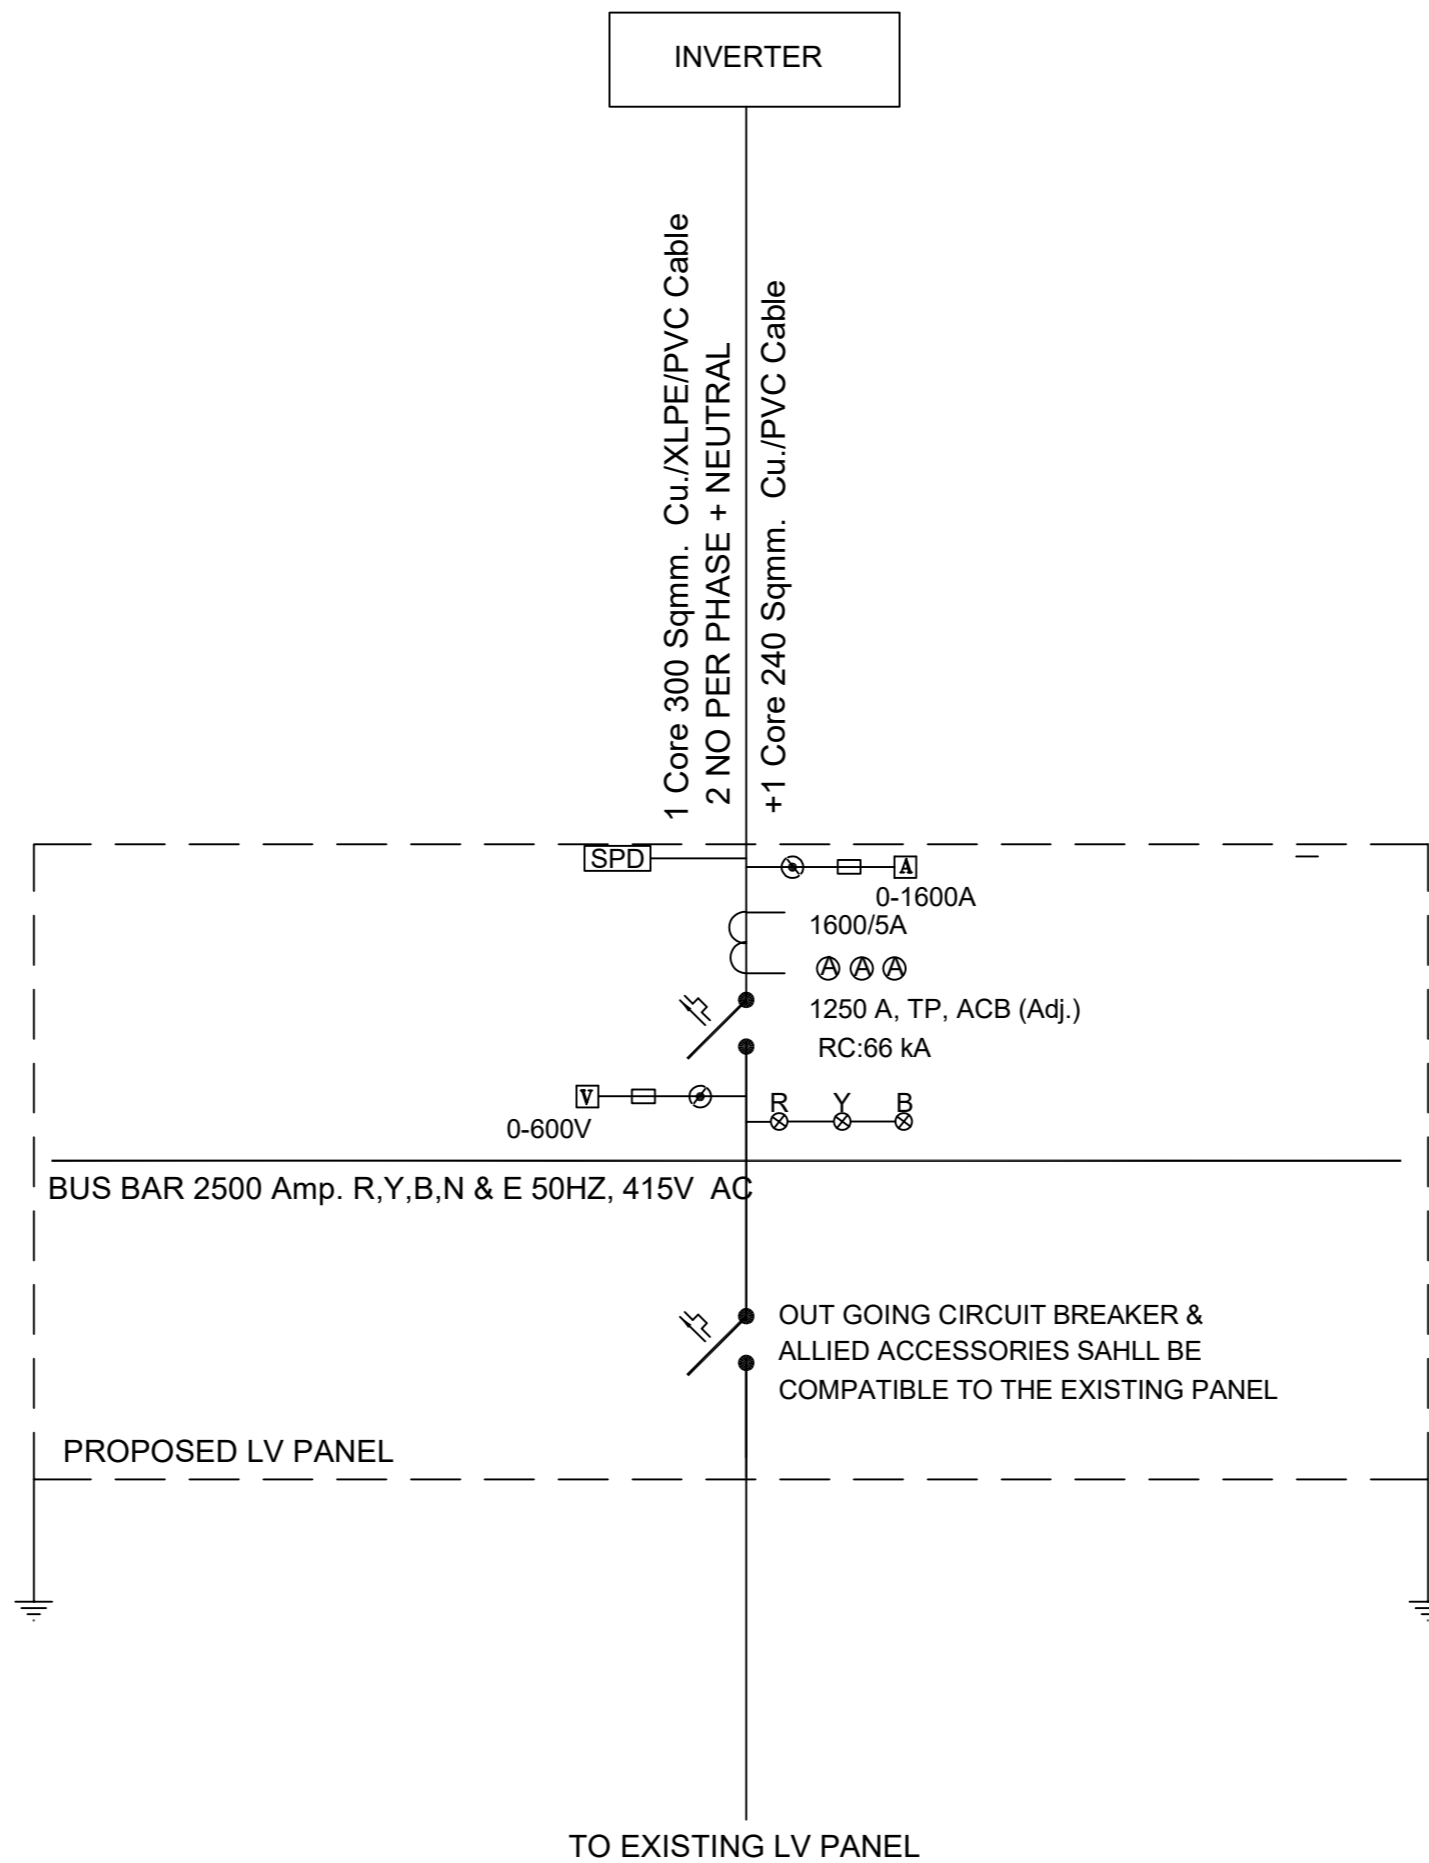 INVERTER
1 Core 300 Sqmm. Cu./XLPE/PVC Cable
2 NO PER PHASE + NEUTRAL
+1 Core 240 Sqmm. Cu./PVC Cable
SPD
A
0-1600A
1600/5A
A A A
1250 A, TP, ACB (Adj.)
RC:66 kA
V
0-600V
R Y B
BUS BAR 2500 Amp. R,Y,B,N & E 50HZ, 415V AC
OUT GOING CIRCUIT BREAKER &
ALLIED ACCESSORIES SAHLL BE
COMPATIBLE TO THE EXISTING PANEL
PROPOSED LV PANEL
TO EXISTING LV PANEL